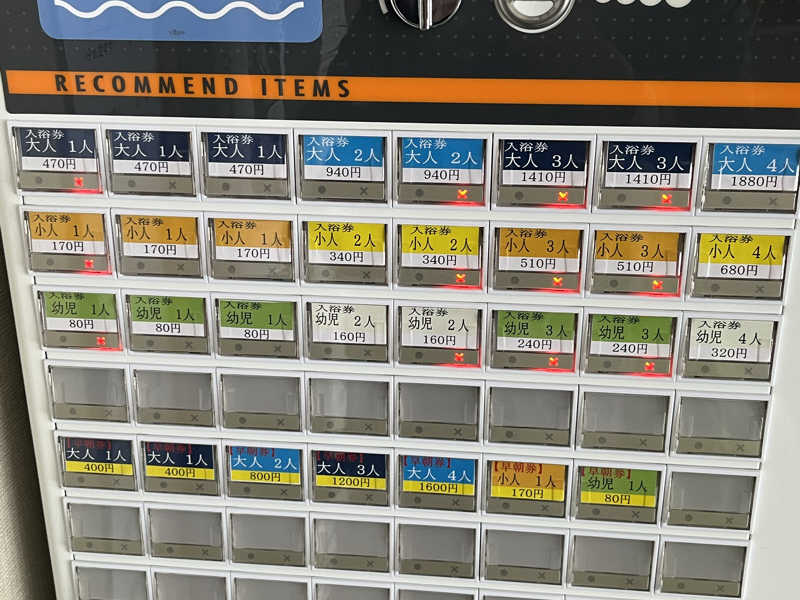 RECOMMEND ITEMS
入浴券 入浴券 入浴券 入浴券 入浴券 入浴券 入浴券 入浴券
大人 1人 大人 1人 大人 1人 大人 2人 大人 2人 大人 3人 大人 3人 大人 4人
470円 470円 470円 940円 940円 1410円 1410円 1880円
入浴券 入浴券 入浴券 入浴券 入浴券 入浴券 入浴券 入浴券
小人 1人 小人 1人 小人 1人 小人 2人 小人 2人 小人 3人 小人 3人 小人 4人
170円 170円 170円 340円 340円 510円 510円 680円
入浴券 入浴券 入浴券 入浴券 入浴券 入浴券 入浴券 入浴券
幼児 1人 幼児 1人 幼児 1人 幼児 2人 幼児 2人 幼児 3人 幼児 3人 幼児 4人
80円 80円 80円 160円 160円 240円 240円 320円
【早朝券】 【早朝券】 【早朝券】 【早朝券】 【早朝券】 【早朝券】 【早朝券】
大人 1人 大人 1人 大人 2人 大人 3人 大人 4人 小人 1人 幼児 1人
400円 400円 800円 1200円 1600円 170円 80円